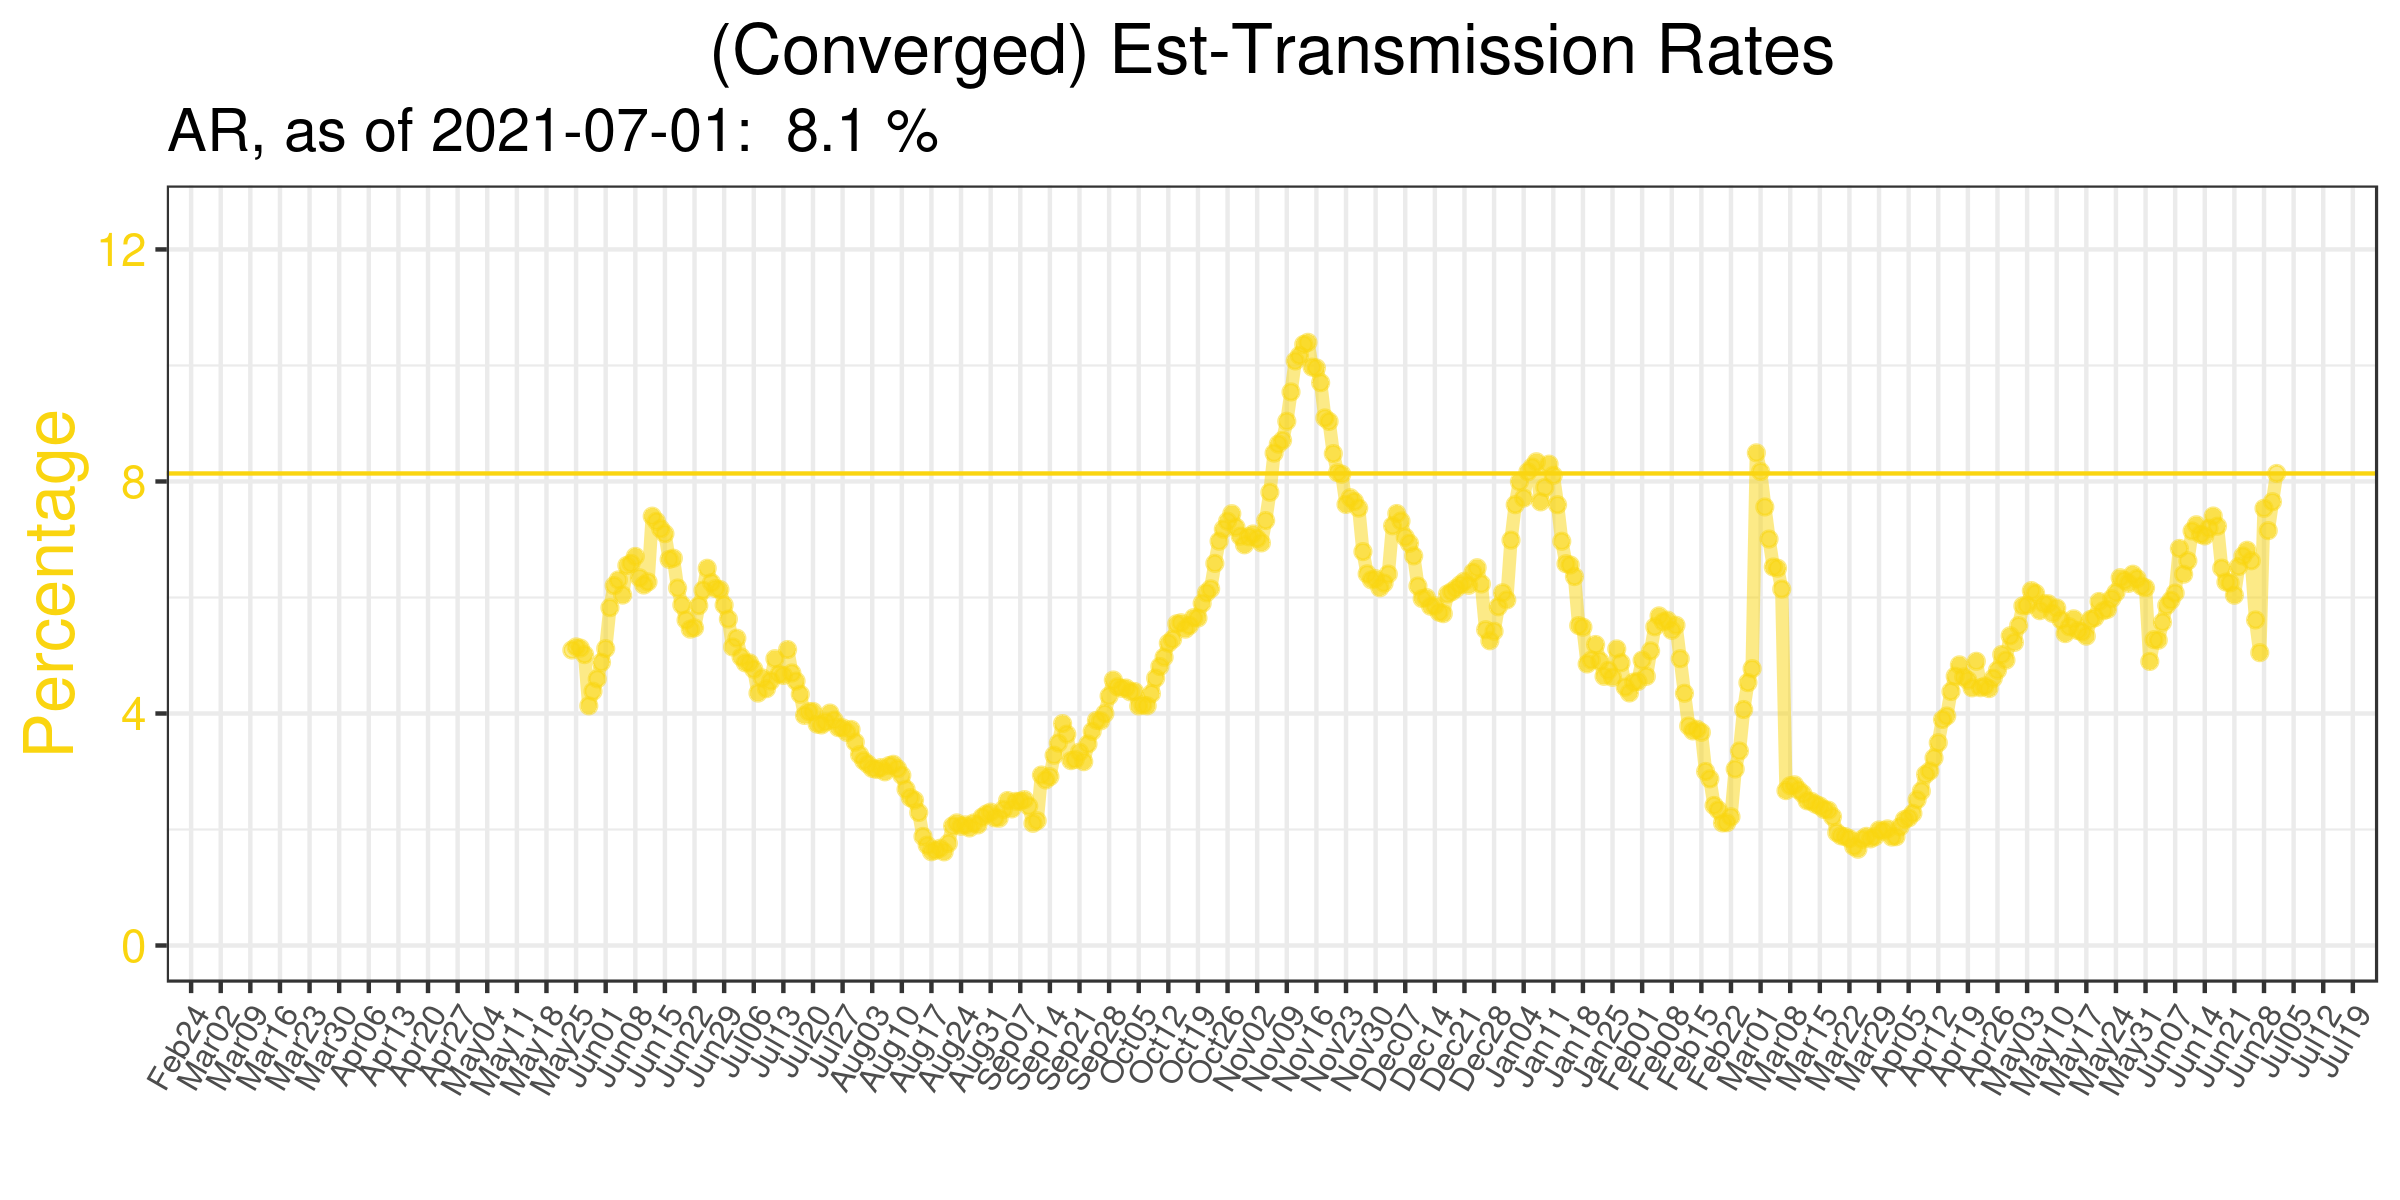 (Converged) Est-Transmission Rates
AR, as of 2021-07-01:  8.1 %
Percentage
12
8
4
0
Feb24
Mar02
Mar09
Mar16
Mar23
Mar30
Apr06
Apr13
Apr20
Apr27
May04
May11
May18
May25
Jun01
Jun08
Jun15
Jun22
Jun29
Jul06
Jul13
Jul20
Jul27
Aug03
Aug10
Aug17
Aug24
Aug31
Sep07
Sep14
Sep21
Sep28
Oct05
Oct12
Oct19
Oct26
Nov02
Nov09
Nov16
Nov23
Nov30
Dec07
Dec14
Dec21
Dec28
Jan04
Jan11
Jan18
Jan25
Feb01
Feb08
Feb15
Feb22
Mar01
Mar08
Mar15
Mar22
Mar29
Apr05
Apr12
Apr19
Apr26
May03
May10
May17
May24
May31
Jun07
Jun14
Jun21
Jun28
Jul05
Jul12
Jul19